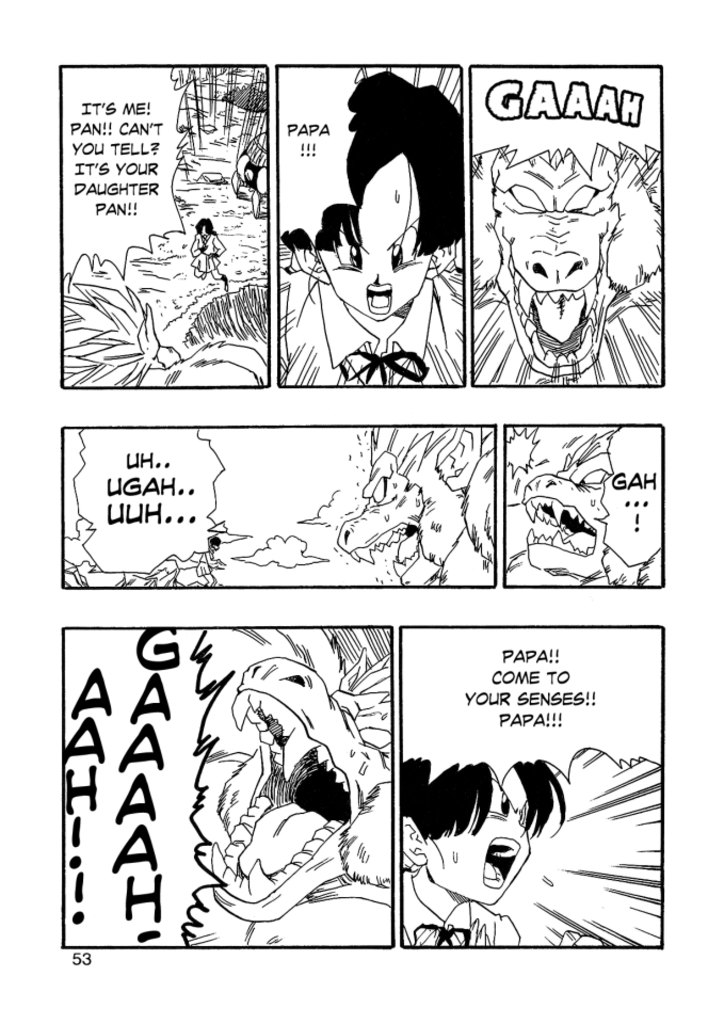 GAAAH
PAPA
!!!
IT'S ME!
PAN!! CAN'T
YOU TELL?
IT'S YOUR
DAUGHTER
PAN!!
GAH
...
!
UH..
UGAH..
UUH...
PAPA!!
COME TO
YOUR SENSES!!
PAPA!!!
GAAAAH-
AAH!!
53